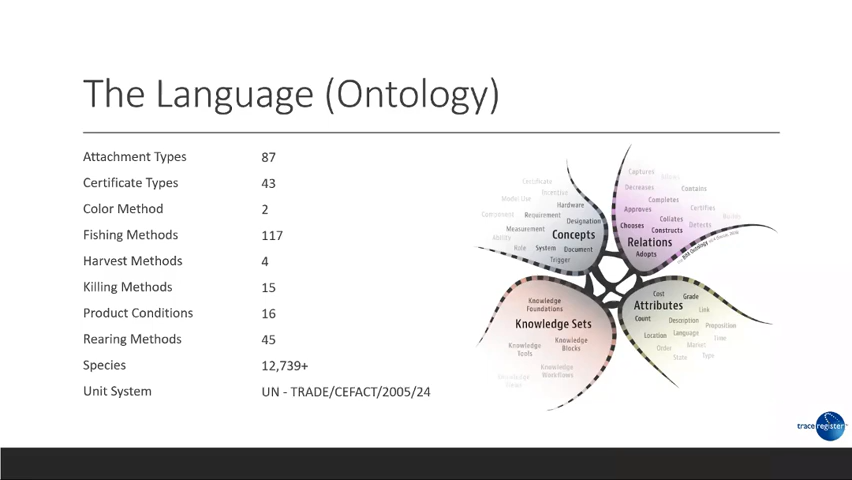 The Language (Ontology)
Attachment Types 87
Certificate Types 43
Color Method 2
Fishing Methods 117
Harvest Methods 4
Killing Methods 15
Product Conditions 16
Rearing Methods 45
Species 12,739+
Unit System UN - TRADE/CEFACT/2005/24
Certificate
Incentive
Model Use
Hardware
Component
Requirement
Designation
Measurement
Concepts
Ability
Role
System
Document
Trigger
Captures
Decreases
Contains
Completes
Approves
Certifies
Collates
Chooses
Constructs
Detects
Relations
Adopts
Knowledge
Foundations
Knowledge Sets
Knowledge
Tools
Knowledge
Blocks
Knowledge
Workflows
Cost
Grade
Attributes
Link
Count
Description
Proposition
Location
Language
Time
Order
Market
State
Type
trace register